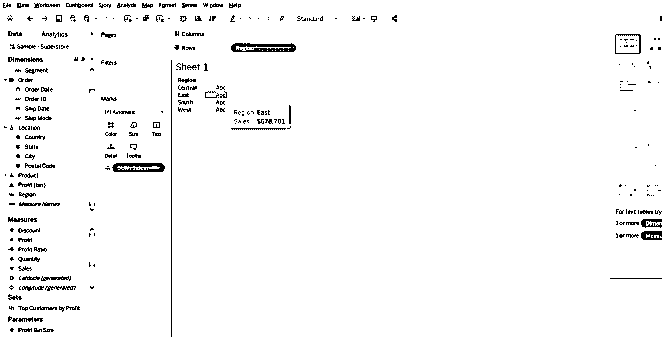 File Data Worksheet Dashboard Story Analysis Map Format Server Window Help
Standard
Data Analytics
Pages
Columns
Rows
Sample - Superstore
Dimensions
Filters
Sheet 1
Segment
Order
Order Date
Order ID
Ship Date
Ship Mode
Location
Country
State
City
Postal Code
Product
Profit (bin)
Region
Measure Names
Marks
Automatic
Color Size Text
Detail Tooltip
Region
Central Abc
East Abc
South Abc
West Abc
Region East
Sales $678,781
Measures
Discount
Profit
Profit Ratio
Quantity
Sales
Latitude (generated)
Longitude (generated)
Sets
Top Customers by Profit
Parameters
Profit Bin Size
For text tables try
1 or more
1 or more